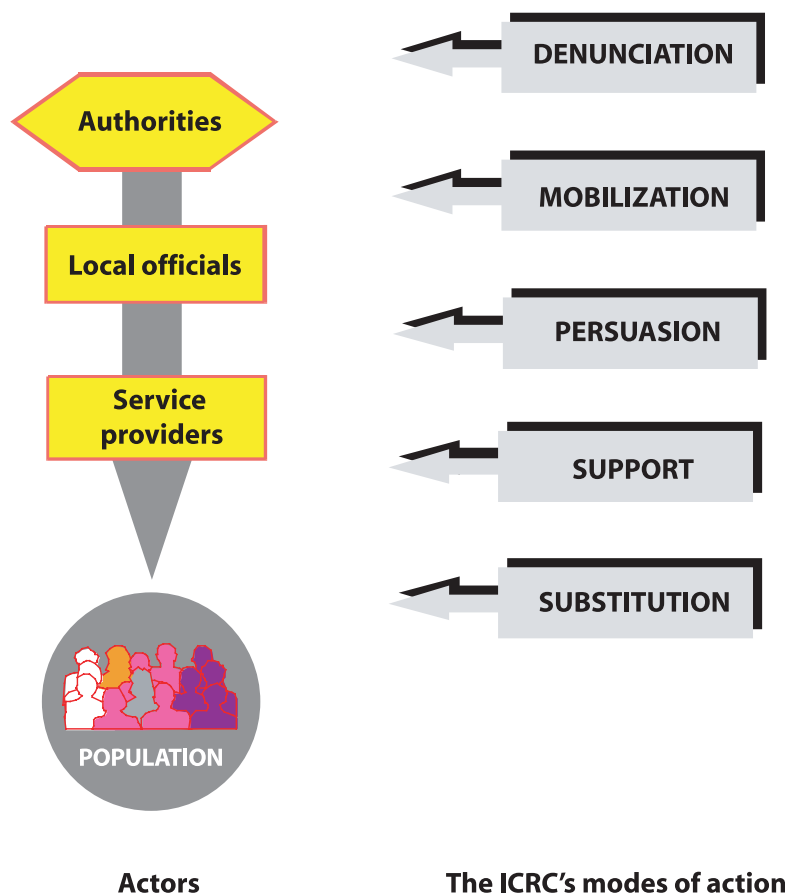 Authorities
Local officials
Service
providers
POPULATION
Actors
DENUNCIATION
MOBILIZATION
PERSUASION
SUPPORT
SUBSTITUTION
The ICRC's modes of action